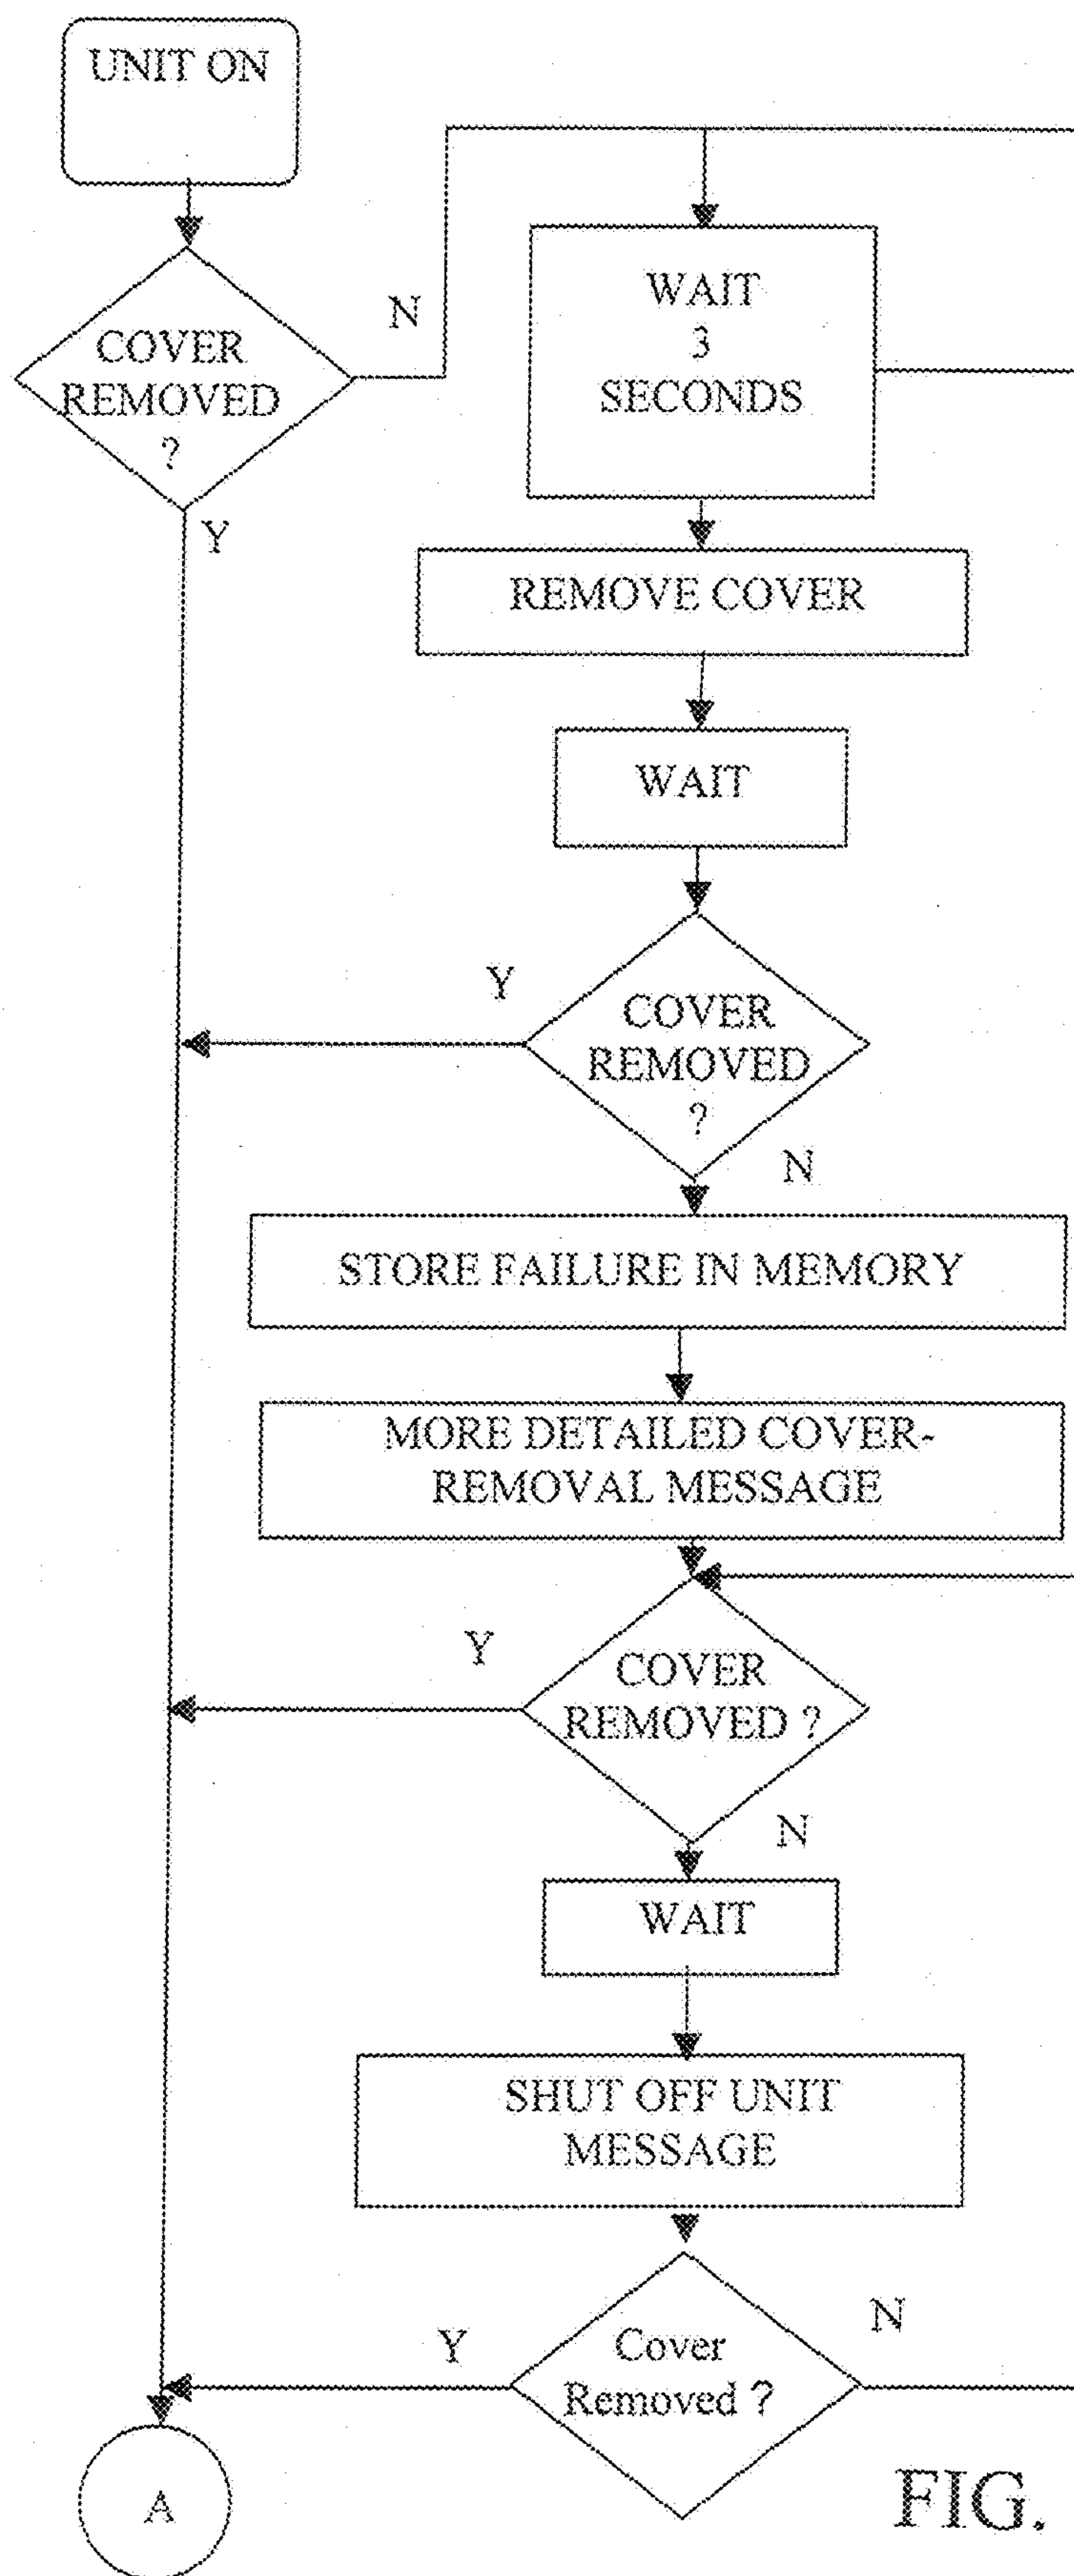 UNIT ON
COVER
REMOVED
?
N
Y
WAIT
3
SECONDS
REMOVE COVER
WAIT
Y
COVER
REMOVED
?
N
STORE FAILURE IN MEMORY
MORE DETAILED COVER-
REMOVAL MESSAGE
Y
COVER
REMOVED ?
N
WAIT
SHUT OFF UNIT
MESSAGE
Y
Cover
Removed ?
N
A
FIG.